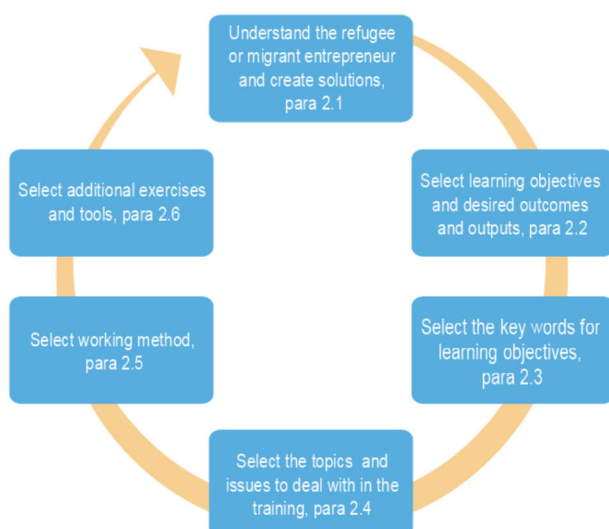 Understand the refugee
or migrant entrepreneur
and create solutions,
para 2.1
Select learning objectives
and desired outcomes
and outputs, para 2.2
Select the key words for
learning objectives,
para 2.3
Select the topics and
issues to deal with in the
training, para 2.4
Select working method,
para 2.5
Select additional exercises
and tools, para 2.6